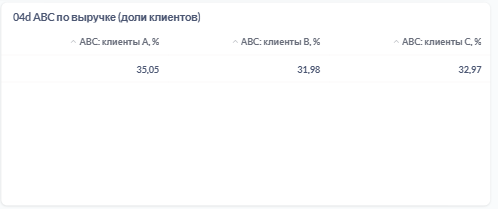 04d ABC по выручке (доли клиентов)
ABC: клиенты A, % ABC: клиенты B, % ABC: клиенты C, %
35,05 31,98 32,97